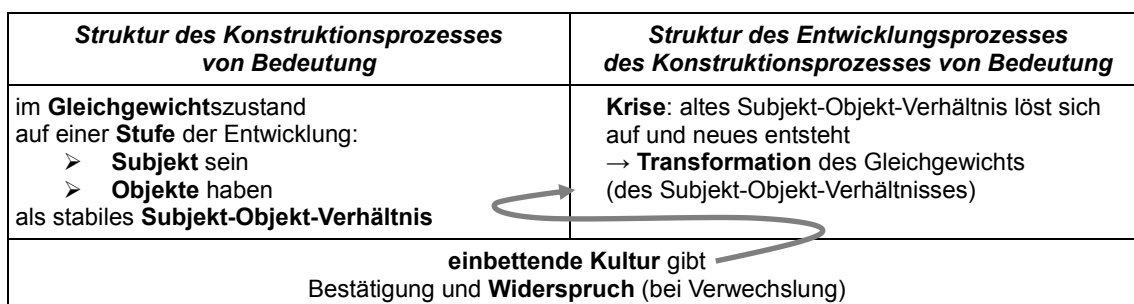 Struktur des Konstruktionsprozesses
von Bedeutung
Struktur des Entwicklungsprozesses
des Konstruktionsprozesses von Bedeutung
im Gleichgewichtszustand
auf einer Stufe der Entwicklung:
➢ Subjekt sein
➢ Objekte haben
als stabiles Subjekt-Objekt-Verhältnis
Krise: altes Subjekt-Objekt-Verhältnis löst sich
auf und neues entsteht
→ Transformation des Gleichgewichts
(des Subjekt-Objekt-Verhältnisses)
einbettende Kultur gibt
Bestätigung und Widerspruch (bei Verwechslung)